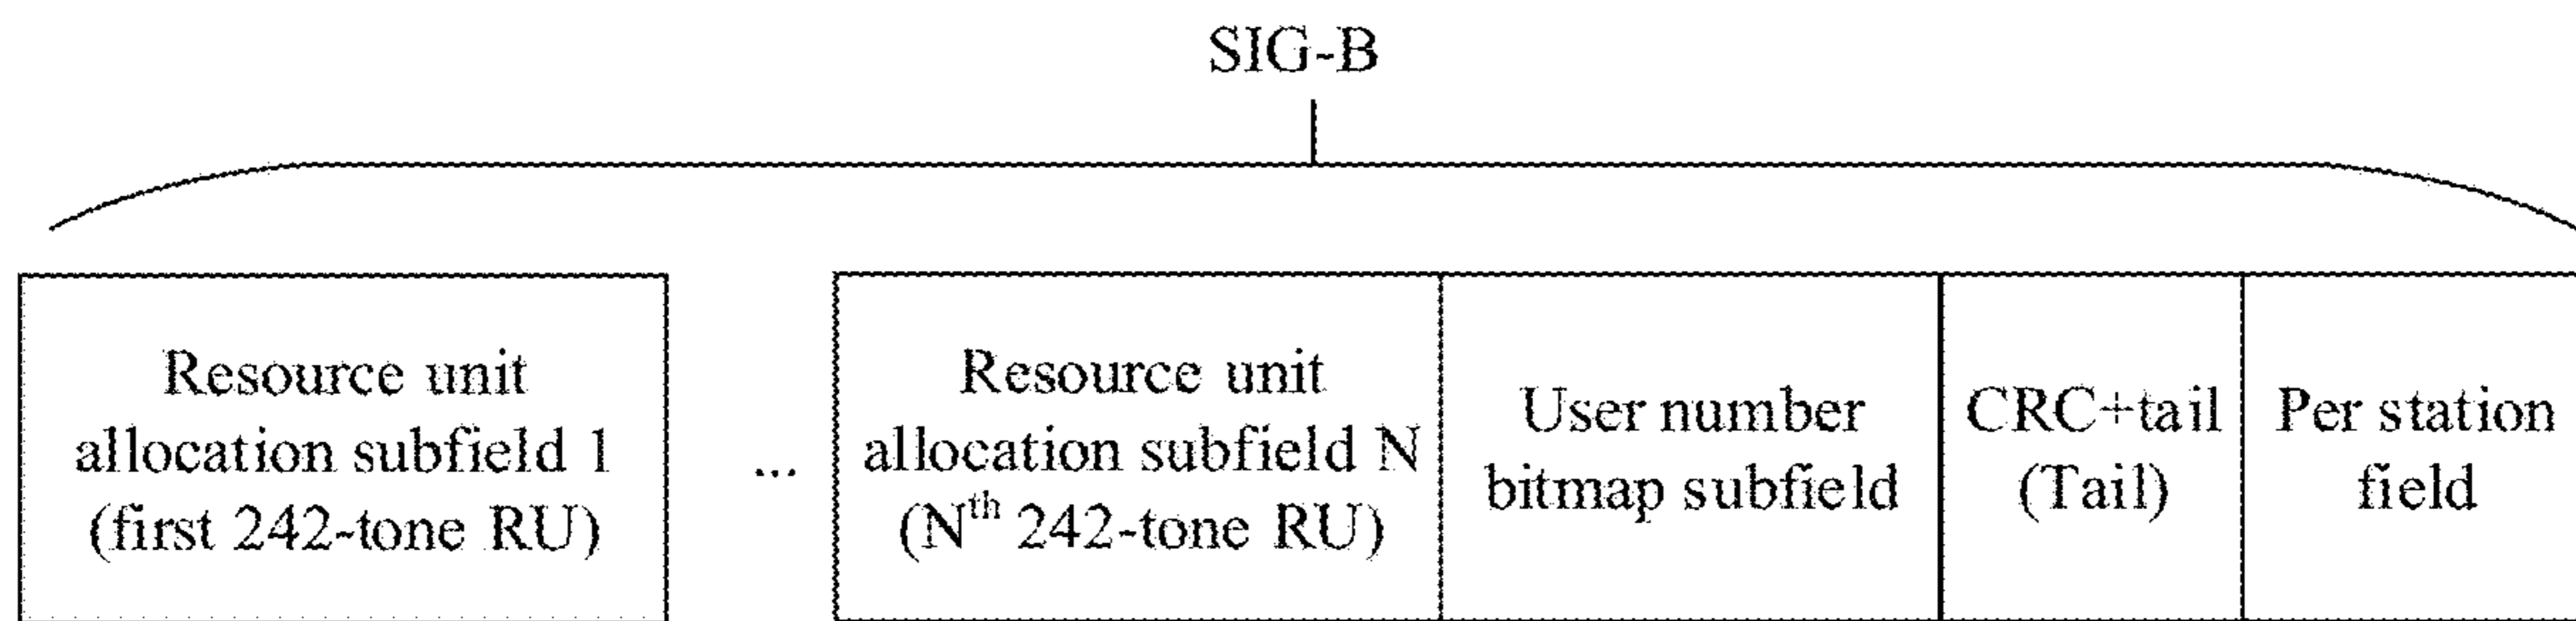 SIG-B
Resource unit
allocation subfield 1
(first 242-tone RU)
...
Resource unit
allocation subfield N
(Nth 242-tone RU)
User number
bitmap subfield
CRC+tail
(Tail)
Per station
field